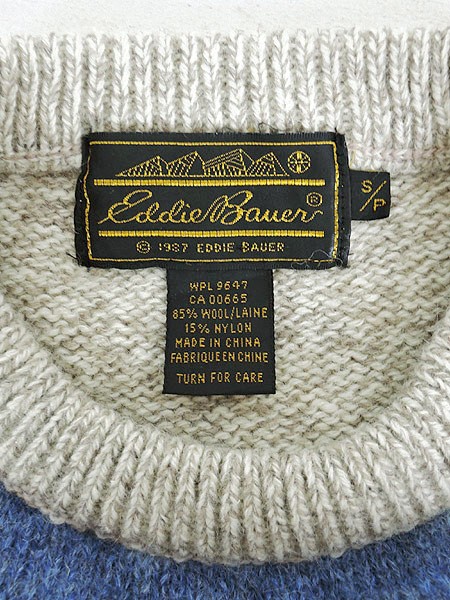 Eddie Bauer®
© 1987 EDDIE BAUER
S/P
WPL 9647
CA 00665
85% WOOL/LAINE
15% NYLON
MADE IN CHINA
FABRIQUE EN CHINE
TURN FOR CARE